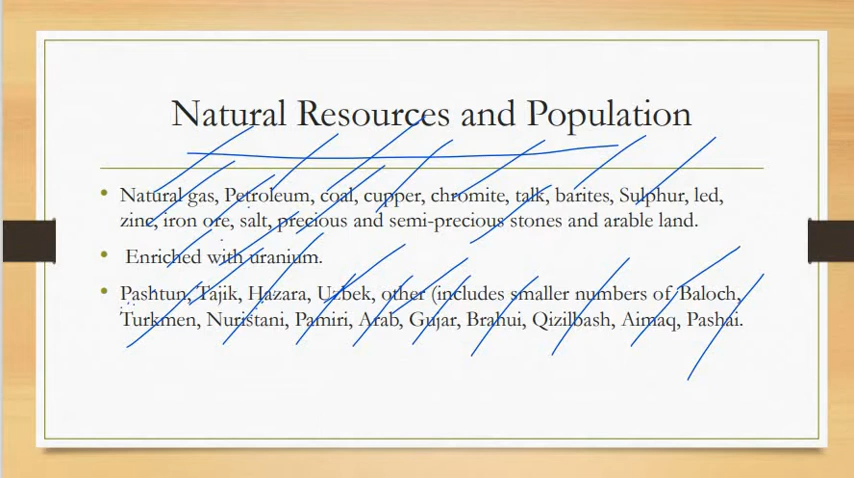 Natural Resources and Population
• Natural gas, Petroleum, coal, cupper, chromite, talk, barites, Sulphur, led,
zinc, iron ore, salt, precious and semi-precious stones and arable land.
• Enriched with uranium.
• Pashtun, Tajik, Hazara, Uzbek, other (includes smaller numbers of Baloch,
Turkmen, Nuristani, Pamiri, Arab, Gujar, Brahui, Qizilbash, Aimaq, Pashai.